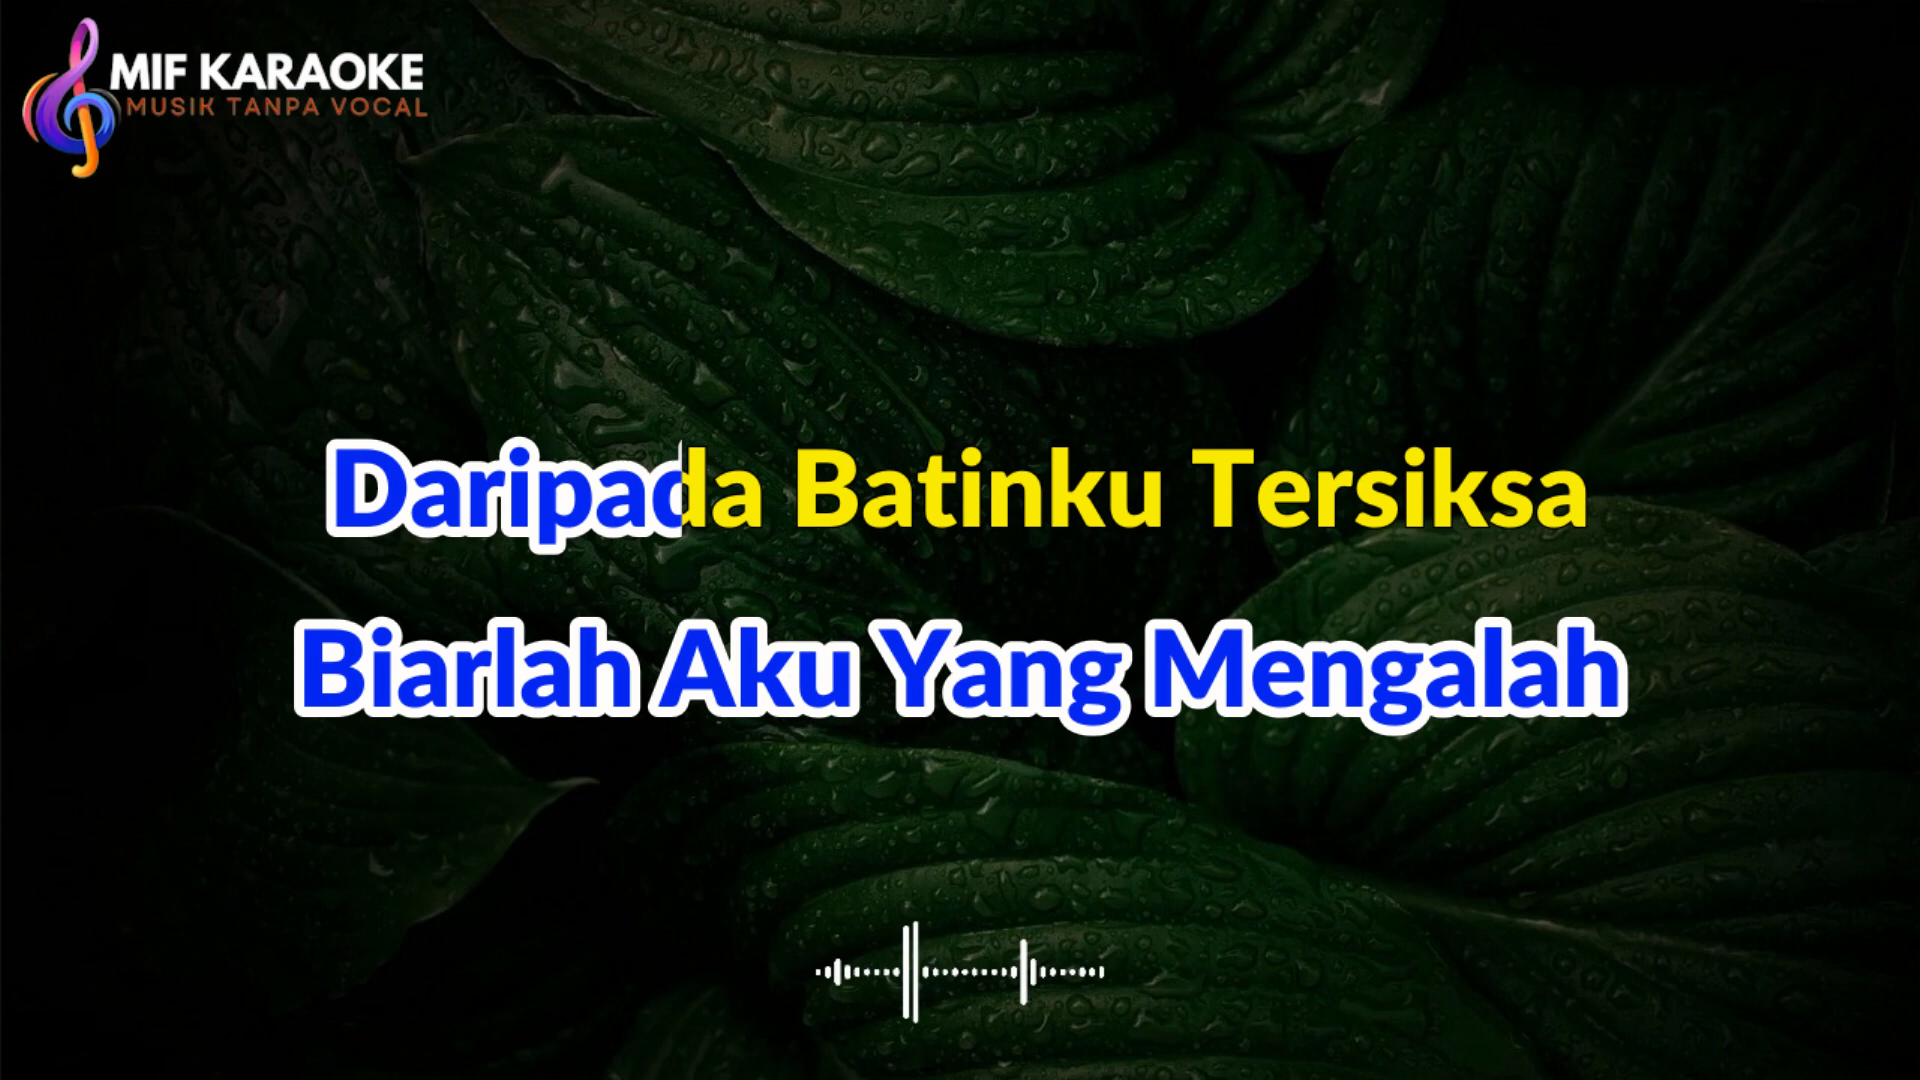 MIF KARAOKE
MUSIK TANPA VOCAL
Daripada Batinku Tersiksa
Biarlah Aku Yang Mengalah